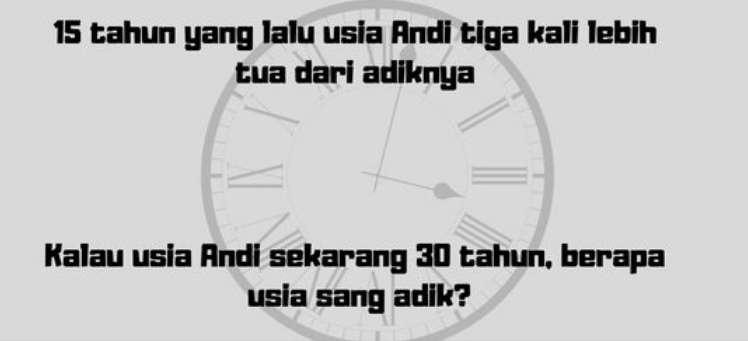 15 tahun yang lalu usia Andi tiga kali lebih
tua dari adiknya
Kalau usia Andi sekarang 30 tahun, berapa
usia sang adik?